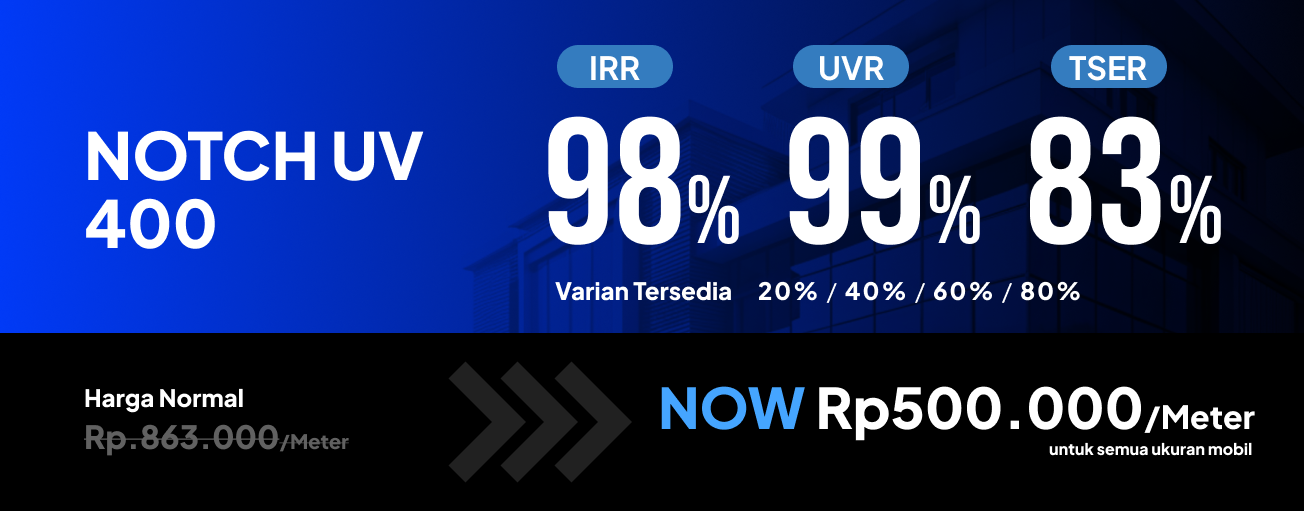 NOTCH UV
400
IRR
98%
UVR
99%
TSER
83%
Varian Tersedia 20% / 40% / 60% / 80%
Harga Normal
Rp.863.000/Meter
NOW Rp500.000/Meter
untuk semua ukuran mobil